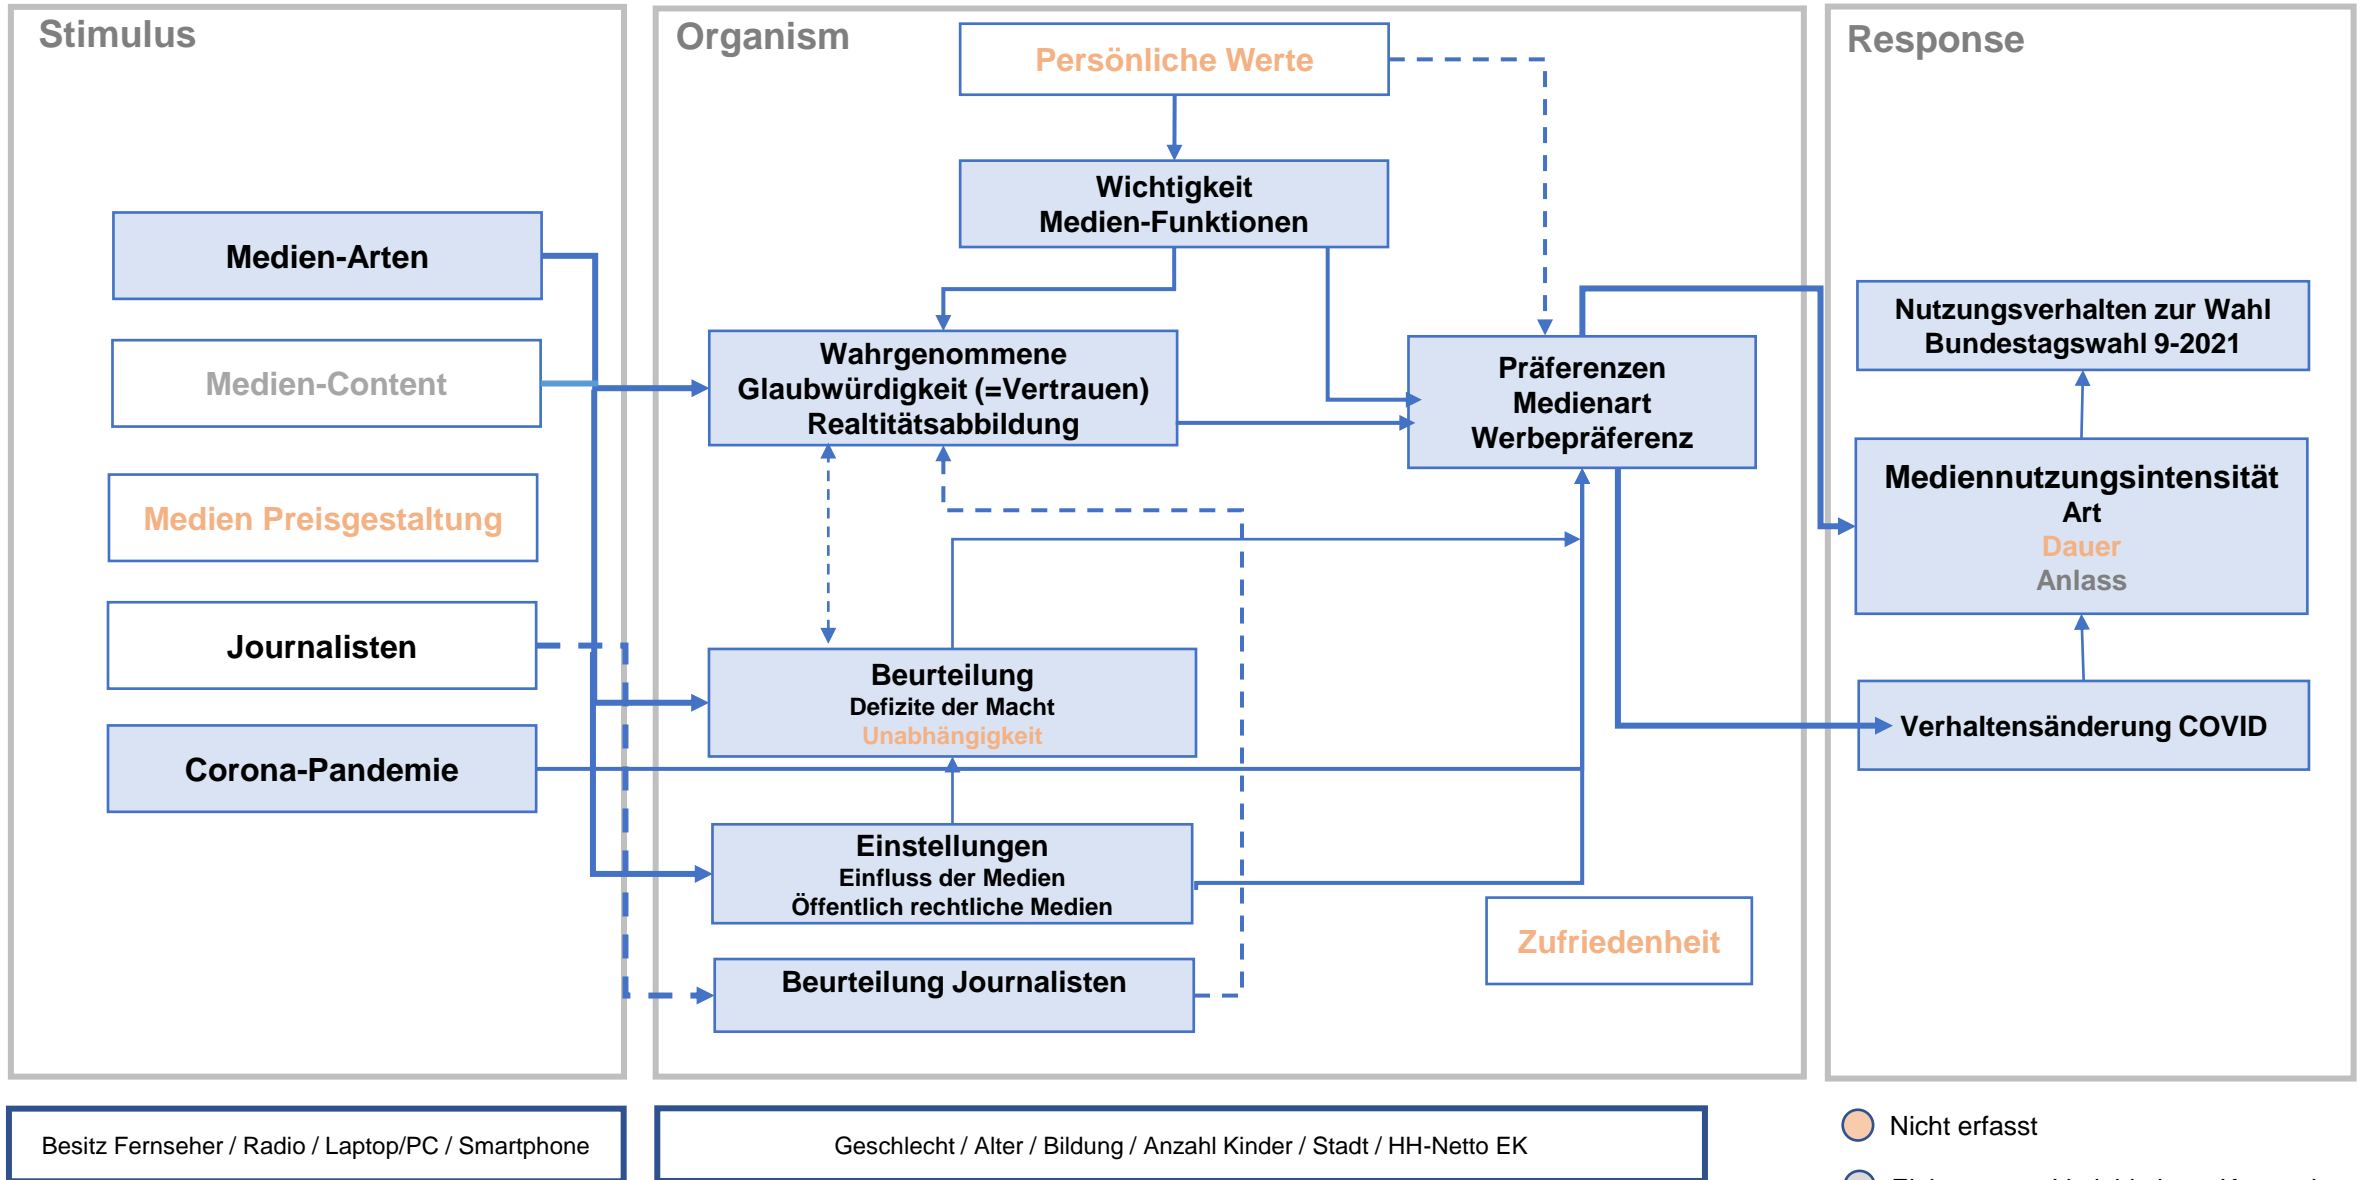 Stimulus
Medien-Arten
Medien-Content
Medien Preisgestaltung
Journalisten
Corona-Pandemie
Organism
Persönliche Werte
Wichtigkeit
Medien-Funktionen
Wahrgenommene
Glaubwürdigkeit (=Vertrauen)
Realtitätsabbildung
Präferenzen
Medienart
Werbepräferenz
Beurteilung
Defizite der Macht
Unabhängigkeit
Einstellungen
Einfluss der Medien
Öffentlich rechtliche Medien
Beurteilung Journalisten
Zufriedenheit
Response
Nutzungsverhalten zur Wahl
Bundestagswahl 9-2021
Mediennutzungsintensität
Art
Dauer
Anlass
Verhaltensänderung COVID
Besitz Fernseher / Radio / Laptop/PC / Smartphone
Geschlecht / Alter / Bildung / Anzahl Kinder / Stadt / HH-Netto EK
Nicht erfasst